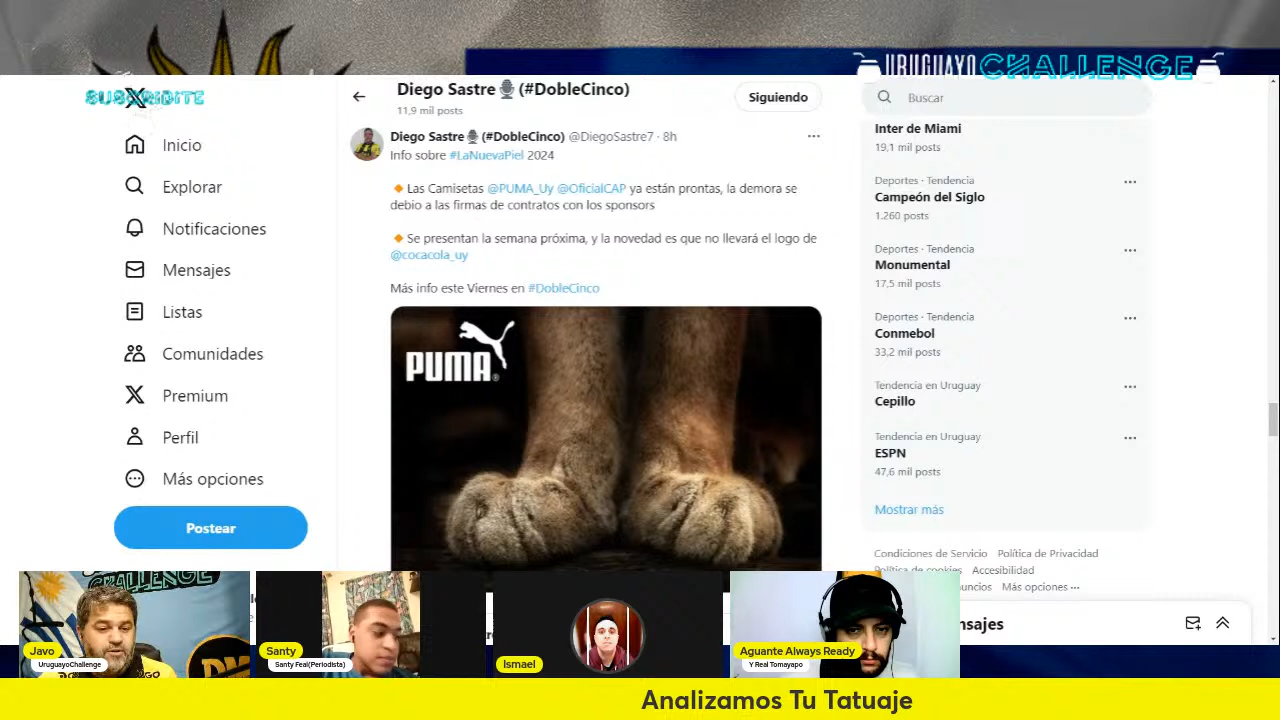 URUGUAYO CHALLENGE
SUSCRIBITE
Inicio
Explorar
Notificaciones
Mensajes
Listas
Comunidades
Premium
Perfil
Más opciones
Postear
Diego Sastre (#DobleCinco)
11,9 mil posts
Siguiendo
Diego Sastre (#DobleCinco) @DiegoSastre7 · 8h
Info sobre #LaNuevaPiel 2024
Las Camisetas @PUMA_Uy @OficialCAP ya están prontas, la demora se
debio a las firmas de contratos con los sponsors
Se presentan la semana próxima, y la novedad es que no llevará el logo de
@cocacola_uy
Más info este Viernes en #DobleCinco
PUMA
Buscar
Inter de Miami
19,1 mil posts
Deportes · Tendencia
Campeón del Siglo
1.260 posts
Deportes · Tendencia
Monumental
17,5 mil posts
Deportes · Tendencia
Conmebol
33,2 mil posts
Tendencia en Uruguay
Cepillo
Tendencia en Uruguay
ESPN
47,6 mil posts
Mostrar más
Condiciones de Servicio Política de Privacidad
Política de cookies Accesibilidad
Más opciones ···
CHALLENGE
Javo
UruguayoChallenge
Santy
Santy Feal(Periodista)
Ismael
Aguante Always Ready
Y Real Tomayapo
Analizamos Tu Tatuaje